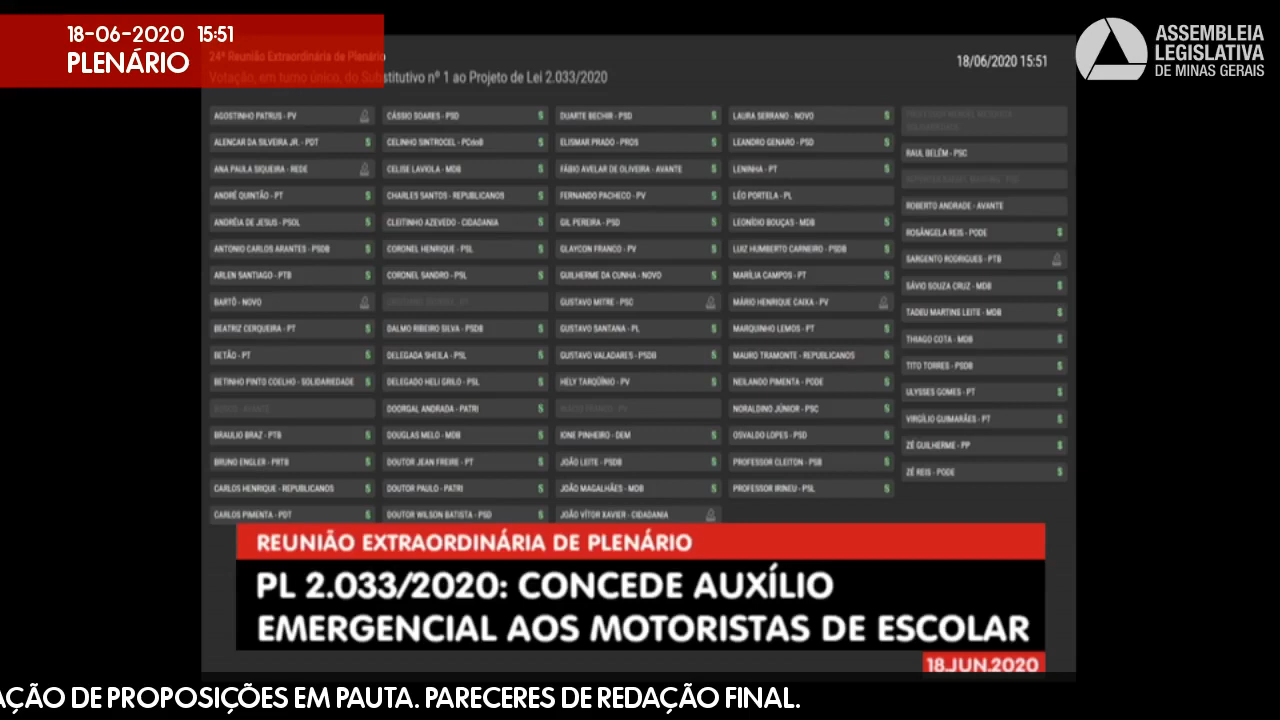 18-06-2020 15:51
PLENÁRIO
ASSEMBLEIA
LEGISLATIVA
DE MINAS GERAIS
24ª Reunião Extraordinária de Plenário
Votação, em turno único, do Substitutivo nº 1 ao Projeto de Lei 2.033/2020
18/06/2020 15:51
AGOSTINHO PATRUS - PV
ALENCAR DA SILVEIRA JR. - PDT S
ANA PAULA SIQUEIRA - REDE
ANDRÉ QUINTÃO - PT S
ANDRÉIA DE JESUS - PSOL S
ANTONIO CARLOS ARANTES - PSDB S
ARLEN SANTIAGO - PTB S
BARTÔ - NOVO
BEATRIZ CERQUEIRA - PT S
BETÃO - PT S
BETINHO PINTO COELHO - SOLIDARIEDADE S
BRAULIO BRAZ - PTB S
BRUNO ENGLER - PRTB S
CARLOS HENRIQUE - REPUBLICANOS S
CARLOS PIMENTA - PDT S
CÁSSIO SOARES - PSD S
CELINHO SINTROCEL - PCdoB S
CELISE LAVIOLA - MDB S
CHARLES SANTOS - REPUBLICANOS S
CLEITINHO AZEVEDO - CIDADANIA S
CORONEL HENRIQUE - PSL S
CORONEL SANDRO - PSL S
DALMO RIBEIRO SILVA - PSDB S
DELEGADA SHEILA - PSL S
DELEGADO HELI GRILO - PSL S
DOORGAL ANDRADA - PATRI S
DOUGLAS MELO - MDB S
DOUTOR JEAN FREIRE - PT S
DOUTOR PAULO - PATRI S
DOUTOR WILSON BATISTA - PSD S
DUARTE BECHIR - PSD S
ELISMAR PRADO - PROS S
FÁBIO AVELAR DE OLIVEIRA - AVANTE S
FERNANDO PACHECO - PV S
GIL PEREIRA - PSD S
GLAYCON FRANCO - PV S
GUILHERME DA CUNHA - NOVO S
GUSTAVO MITRE - PSC
GUSTAVO SANTANA - PL S
GUSTAVO VALADARES - PSDB S
HELY TARQÜÍNIO - PV S
IONE PINHEIRO - DEM S
JOÃO LEITE - PSDB S
JOÃO MAGALHÃES - MDB S
JOÃO VÍTOR XAVIER - CIDADANIA
LAURA SERRANO - NOVO S
LEANDRO GENARO - PSD S
LENINHA - PT S
LÉO PORTELA - PL
LEONÍDIO BOUÇAS - MDB S
LUIZ HUMBERTO CARNEIRO - PSDB S
MARÍLIA CAMPOS - PT S
MÁRIO HENRIQUE CAIXA - PV
MARQUINHO LEMOS - PT S
MAURO TRAMONTE - REPUBLICANOS S
NEILANDO PIMENTA - PODE S
NORALDINO JÚNIOR - PSC S
OSVALDO LOPES - PSD S
PROFESSOR CLEITON - PSB S
PROFESSOR IRINEU - PSL S
RAUL BELÉM - PSC
ROBERTO ANDRADE - AVANTE
ROSÂNGELA REIS - PODE S
SARGENTO RODRIGUES - PTB
SÁVIO SOUZA CRUZ - MDB S
TADEU MARTINS LEITE - MDB S
THIAGO COTA - MDB S
TITO TORRES - PSDB S
ULYSSES GOMES - PT S
VIRGÍLIO GUIMARÃES - PT S
ZÉ GUILHERME - PP S
ZÉ REIS - PODE S
REUNIÃO EXTRAORDINÁRIA DE PLENÁRIO
PL 2.033/2020: CONCEDE AUXÍLIO
EMERGENCIAL AOS MOTORISTAS DE ESCOLAR
18.JUN.2020
AÇÃO DE PROPOSIÇÕES EM PAUTA. PARECERES DE REDAÇÃO FINAL.